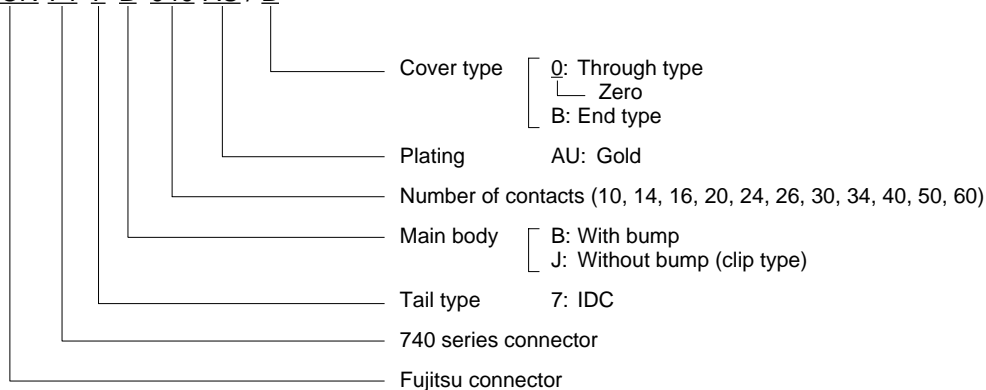 Cover type 0: Through type
Zero
B: End type
Plating AU: Gold
Number of contacts (10, 14, 16, 20, 24, 26, 30, 34, 40, 50, 60)
Main body B: With bump
J: Without bump (clip type)
Tail type 7: IDC
740 series connector
Fujitsu connector